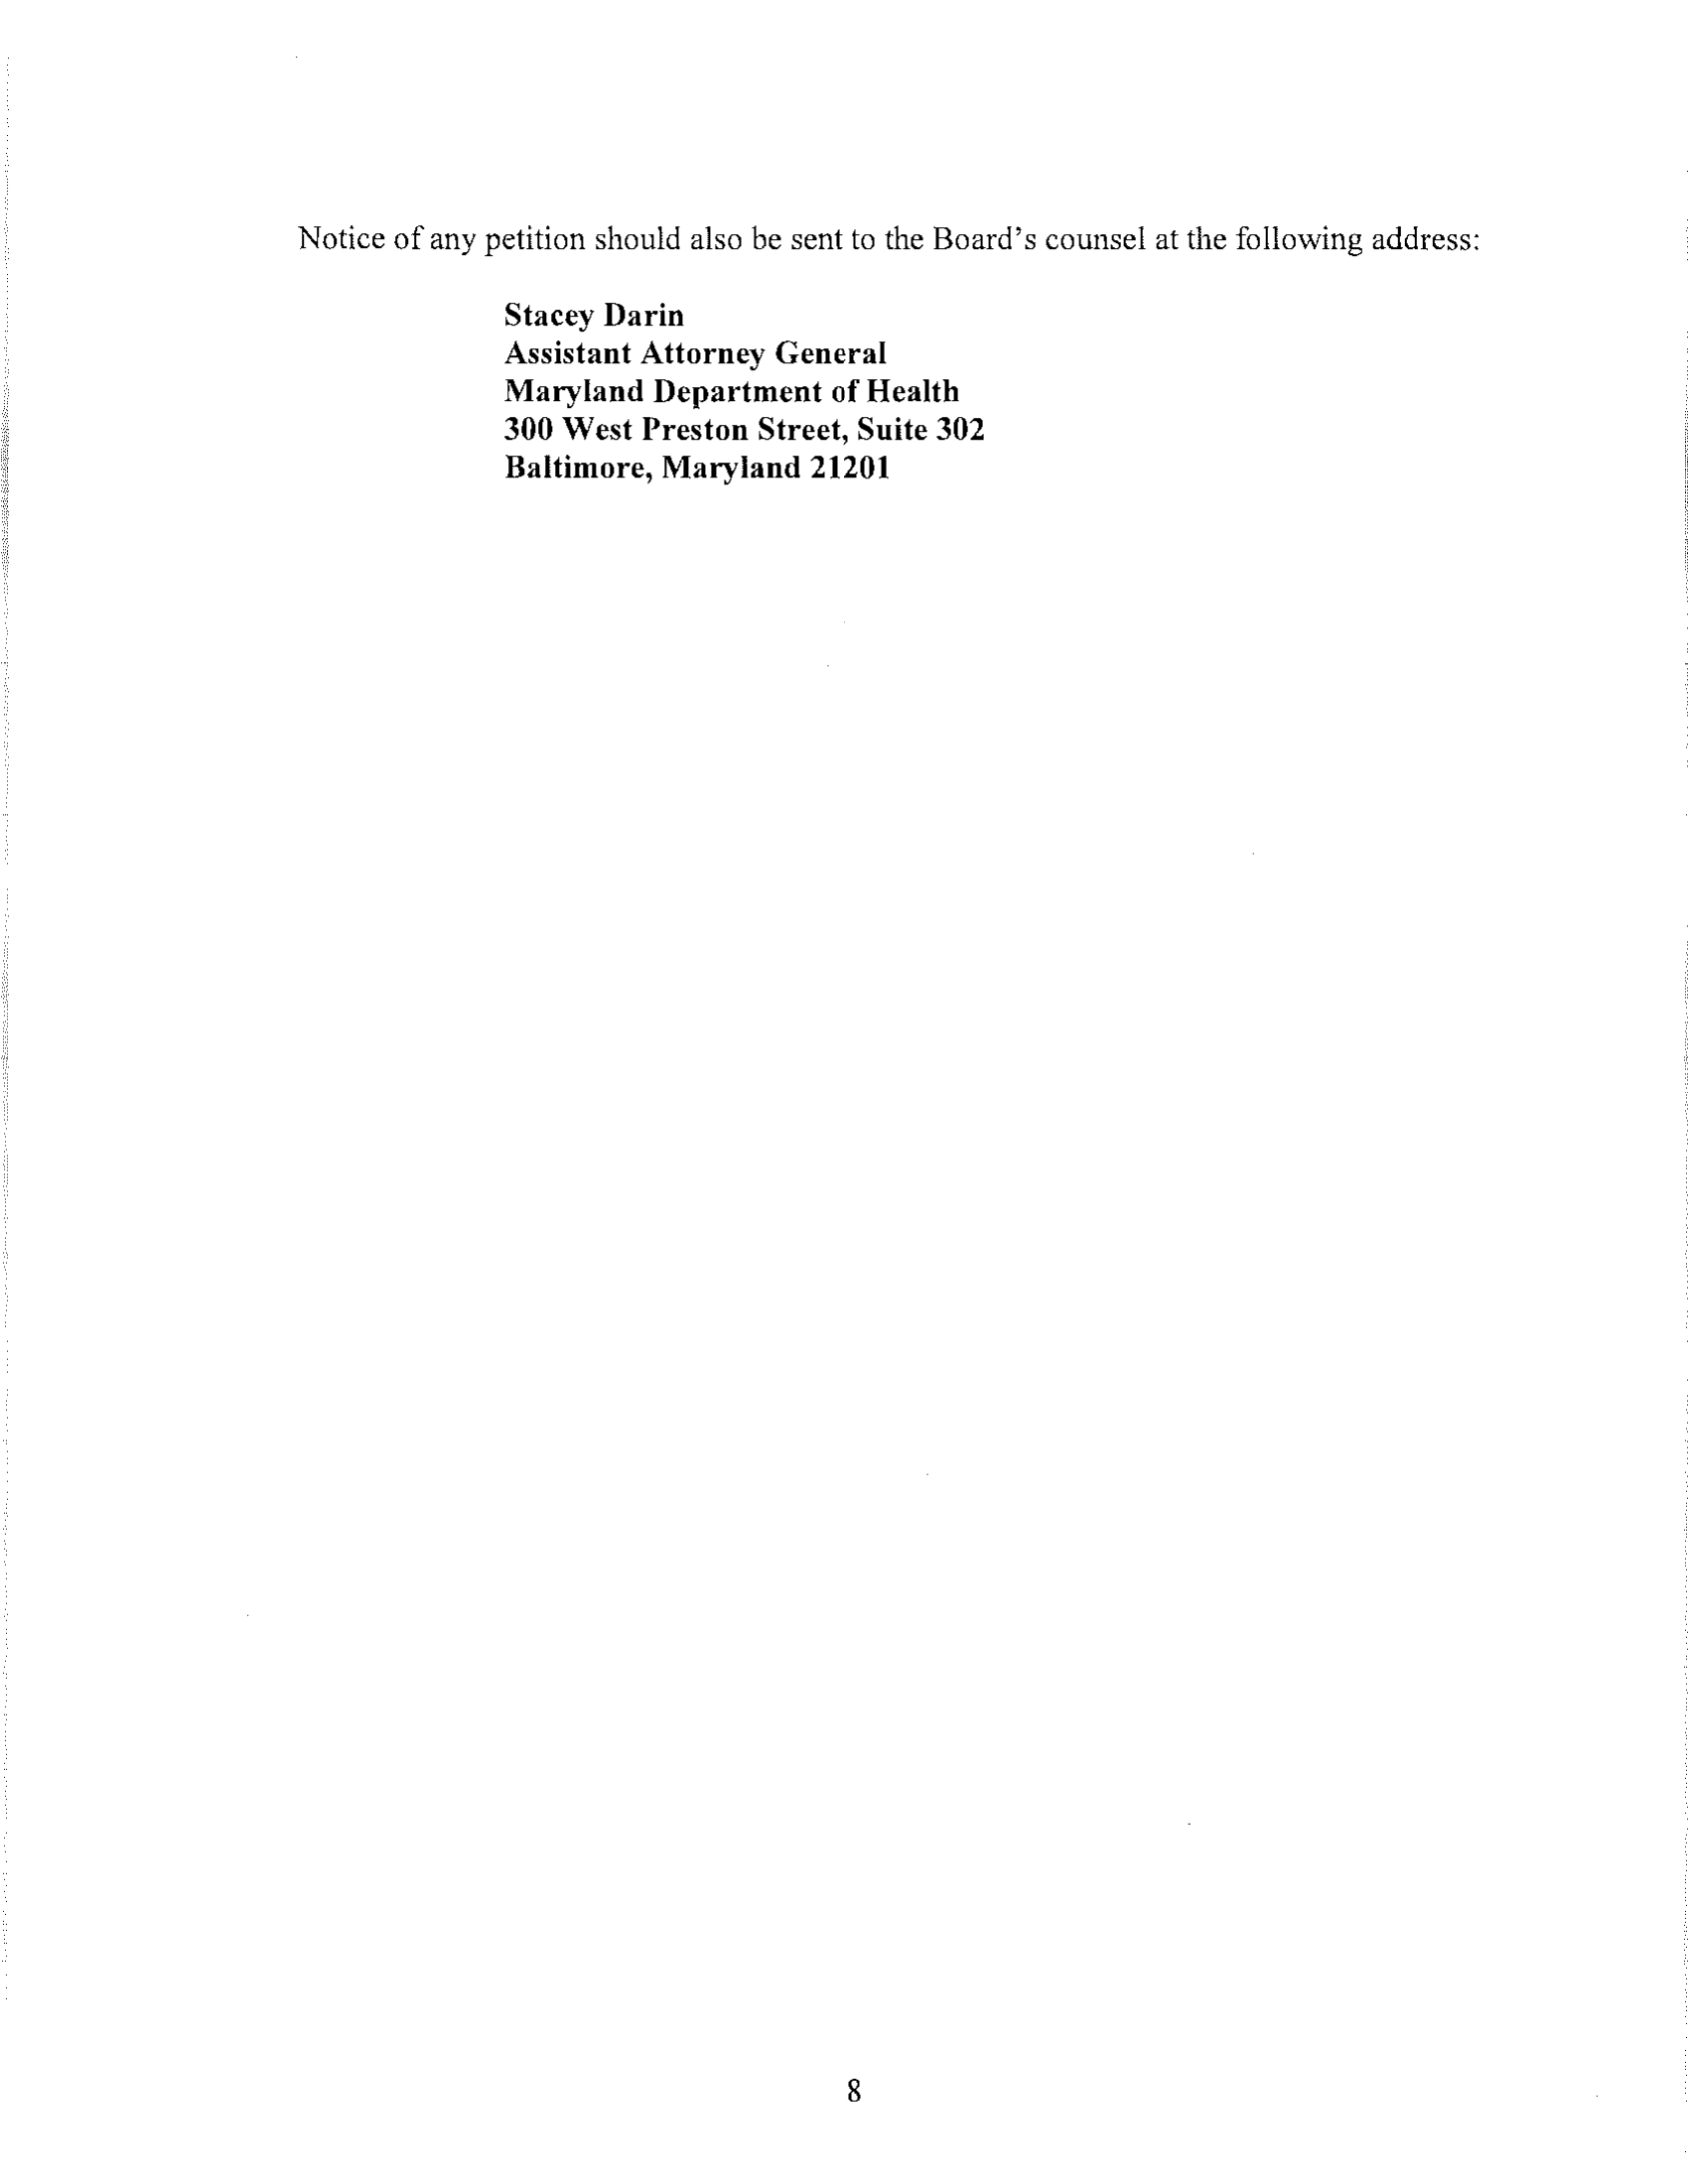 Notice of any petition should also be sent to the Board's counsel at the following address:
Stacey Darin
Assistant Attorney General
Maryland Department of Health
300 West Preston Street, Suite 302
Baltimore, Maryland 21201
8